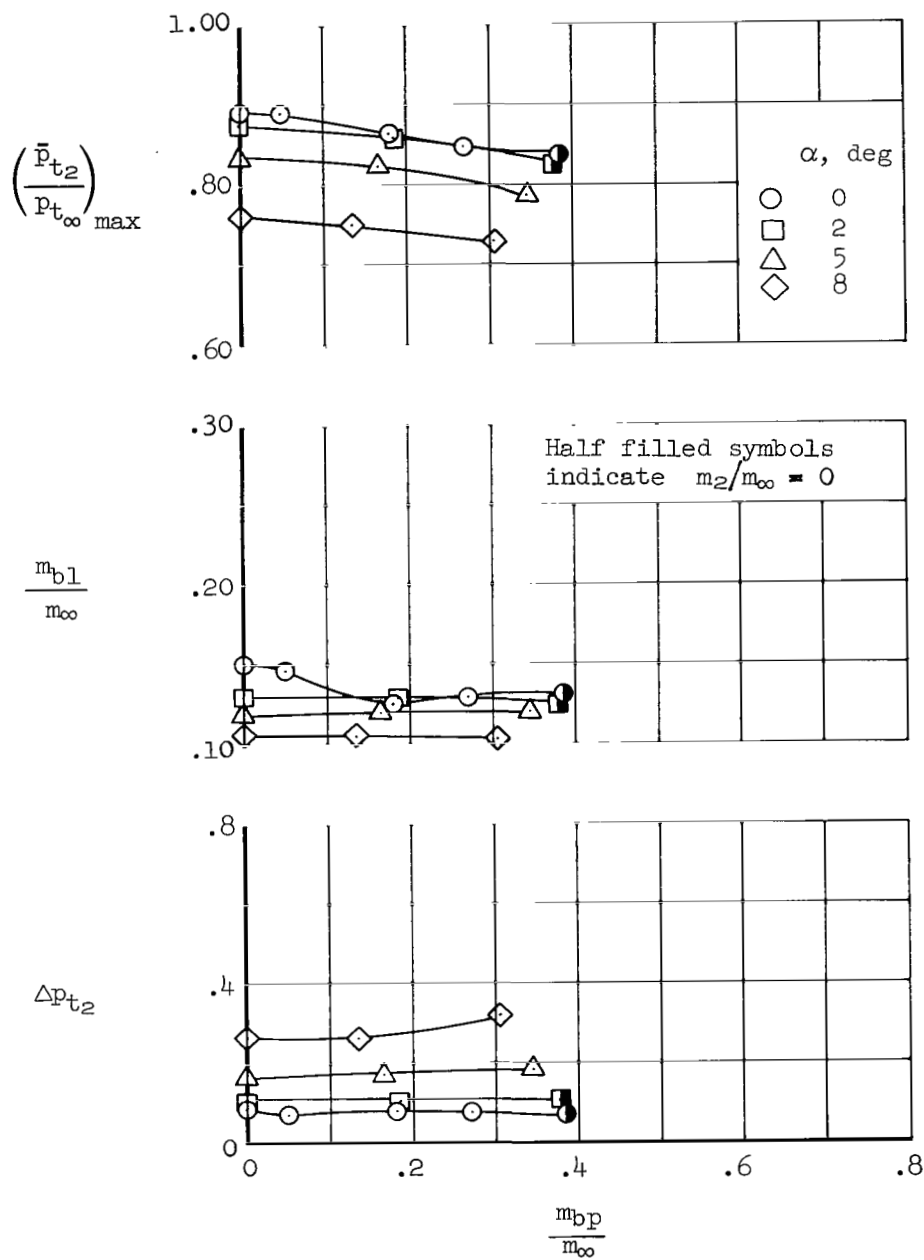 1.00
(p̄t2/pt∞)max
.80
.60
α, deg
0
2
5
8
.30
Half filled symbols
indicate m2/m∞ = 0
mbl/m∞
.20
.10
.8
Δpt2
.4
0
0 .2 .4 .6 .8
mbp/m∞